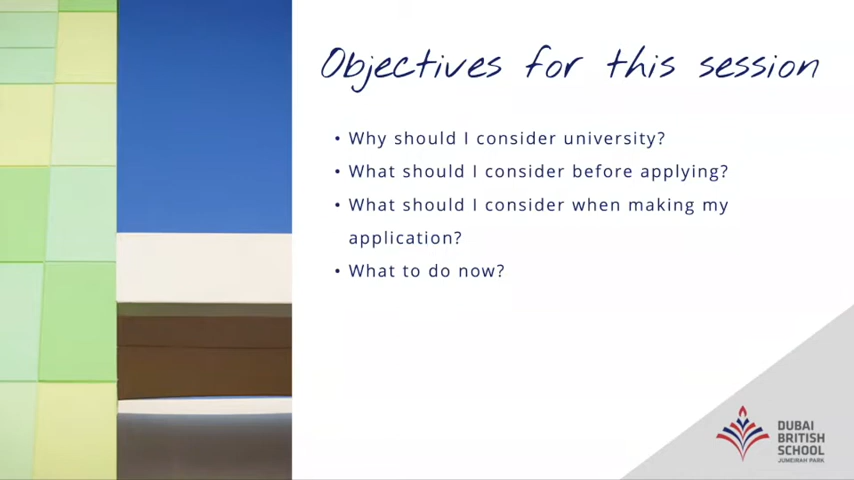 Objectives for this session
• Why should I consider university?
• What should I consider before applying?
• What should I consider when making my
application?
• What to do now?
DUBAI
BRITISH
SCHOOL
JUMEIRAH PARK